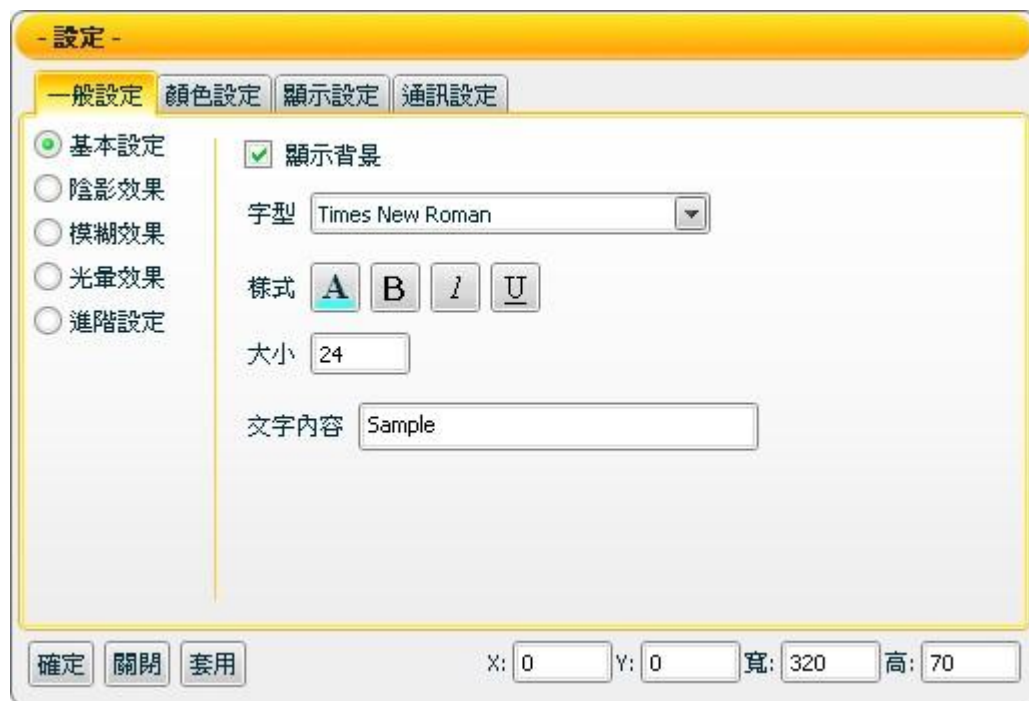 - 設定 -
一般設定 顏色設定 顯示設定 通訊設定
基本設定
陰影效果
模糊效果
光暈效果
進階設定
顯示背景
字型 Times New Roman
樣式 A B I U
大小 24
文字內容 Sample
確定 關閉 套用 X: 0 Y: 0 寬: 320 高: 70